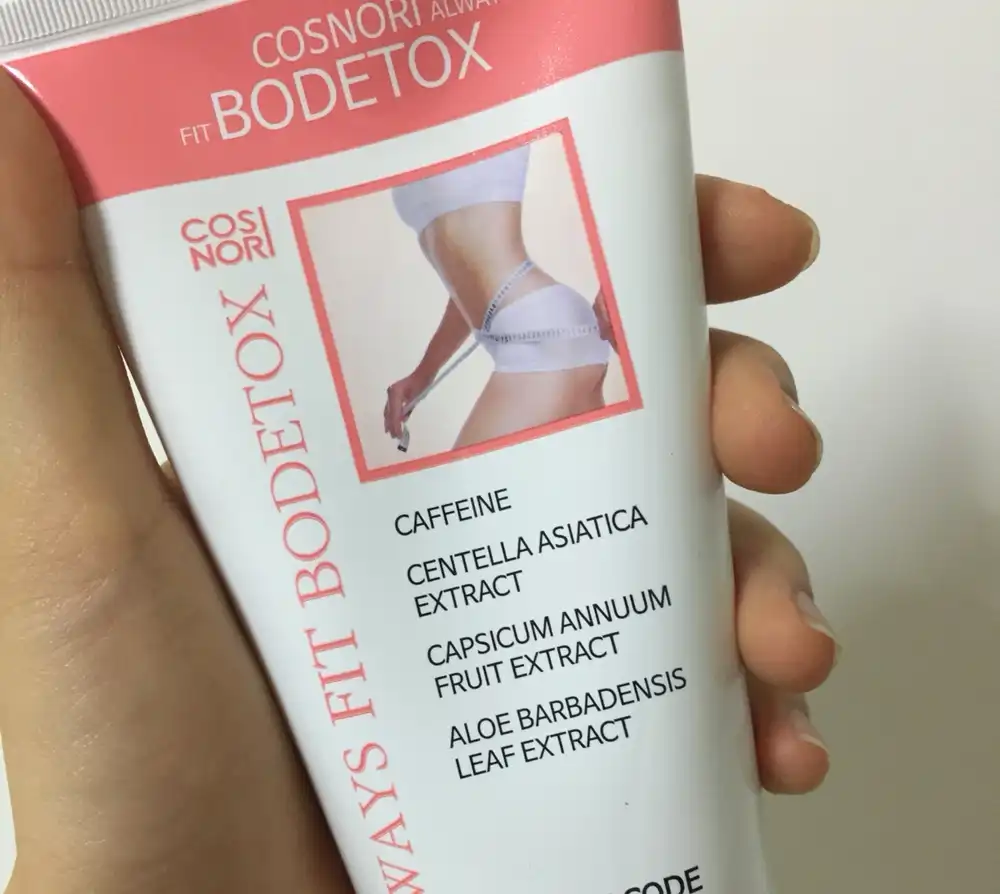 COSNORI
FIT BODETOX
COS
NORI
FIT BODETOX
CAFFEINE
CENTELLA ASIATICA
EXTRACT
CAPSICUM ANNUUM
FRUIT EXTRACT
ALOE BARBADENSIS
LEAF EXTRACT
CODE